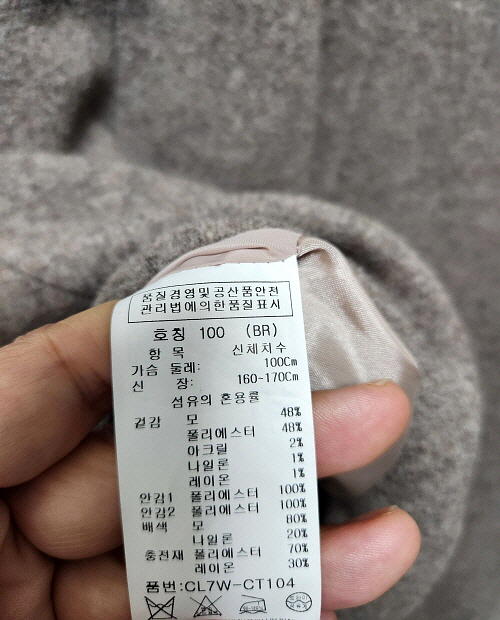 품질경영및공산품안전
관리법에의한품질표시
호칭 100 (BR)
항 목 신체치수
가슴 둘레: 100Cm
신 장: 160~170Cm
섬유의 혼용률
겉감 모 48%
폴리에스터 48%
아크릴 2%
나일론 1%
레이온 1%
안감1 폴리에스터 100%
안감2 폴리에스터 100%
배색 모 80%
나일론 20%
충전재 폴리에스터 70%
레이온 30%
품번:CL7W-CT104